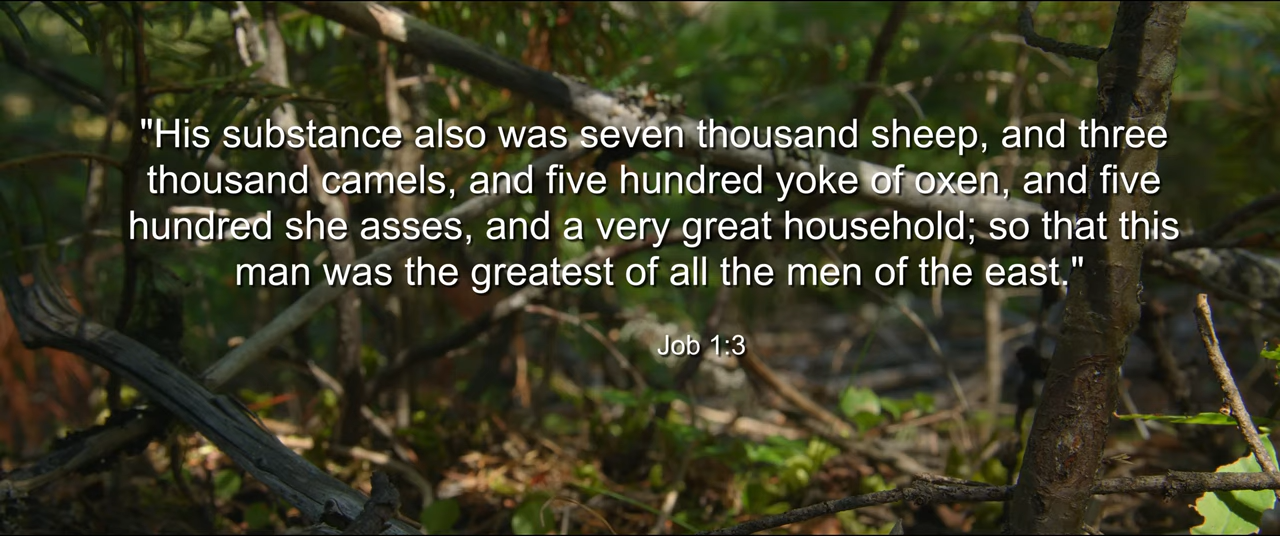 "His substance also was seven thousand sheep, and three
thousand camels, and five hundred yoke of oxen, and five
hundred she asses, and a very great household; so that this
man was the greatest of all the men of the east."
Job 1:3